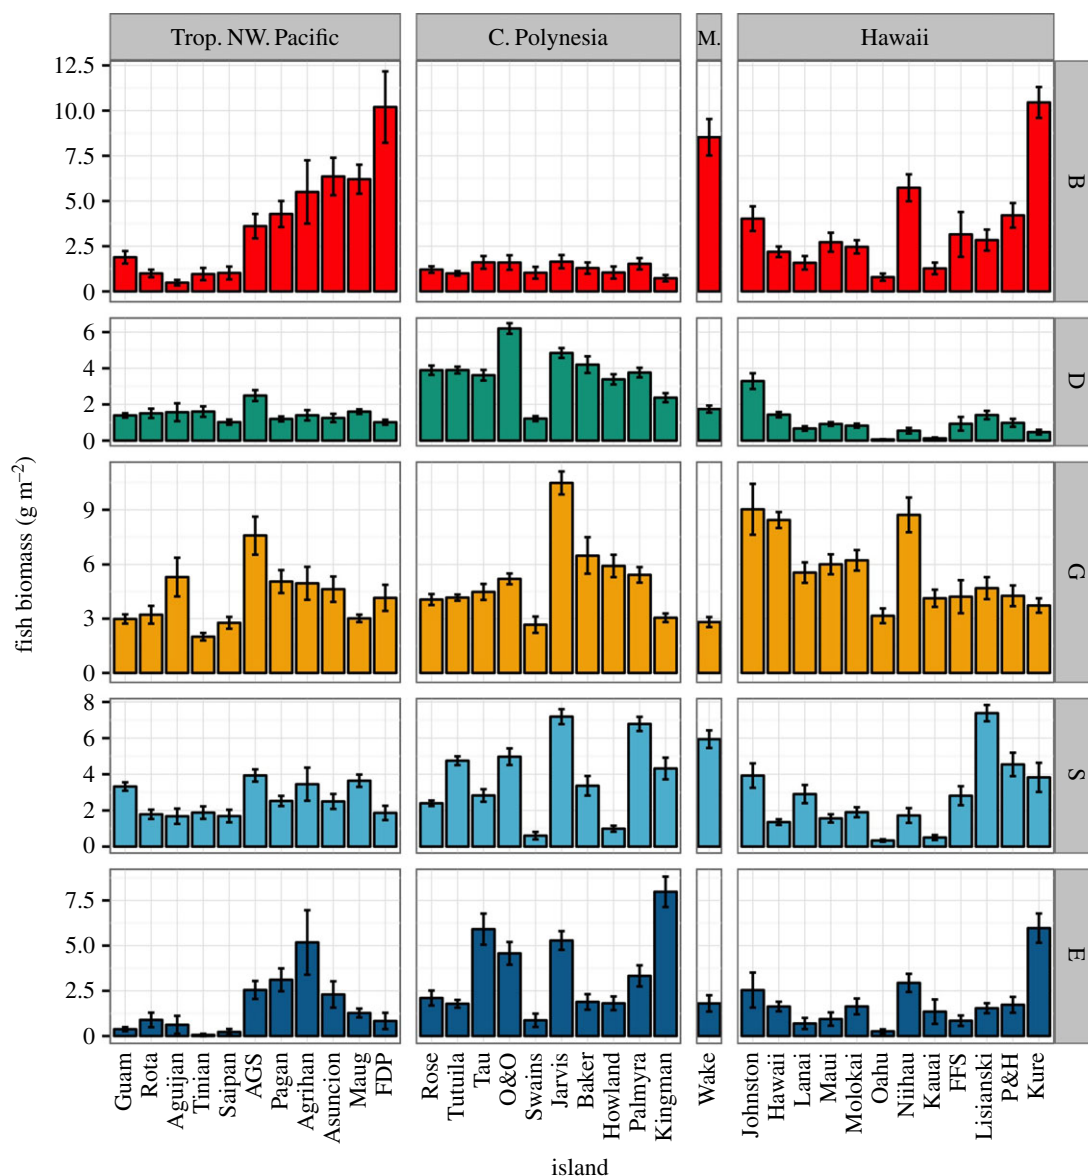 Trop. NW. Pacific
C. Polynesia
M.
Hawaii
12.5
10.0
7.5
5.0
2.5
0
B
6
4
2
0
D
9
6
3
0
G
8
6
4
2
0
S
7.5
5.0
2.5
0
E
fish biomass (g m−2)
Guam
Rota
Aguijan
Tinian
Saipan
AGS
Pagan
Agrihan
Asuncion
Maug
FDP
Rose
Tutuila
Tau
O&O
Swains
Jarvis
Baker
Howland
Palmyra
Kingman
Wake
Johnston
Hawaii
Lanai
Maui
Molokai
Oahu
Niihau
Kauai
FFS
Lisianski
P&H
Kure
island